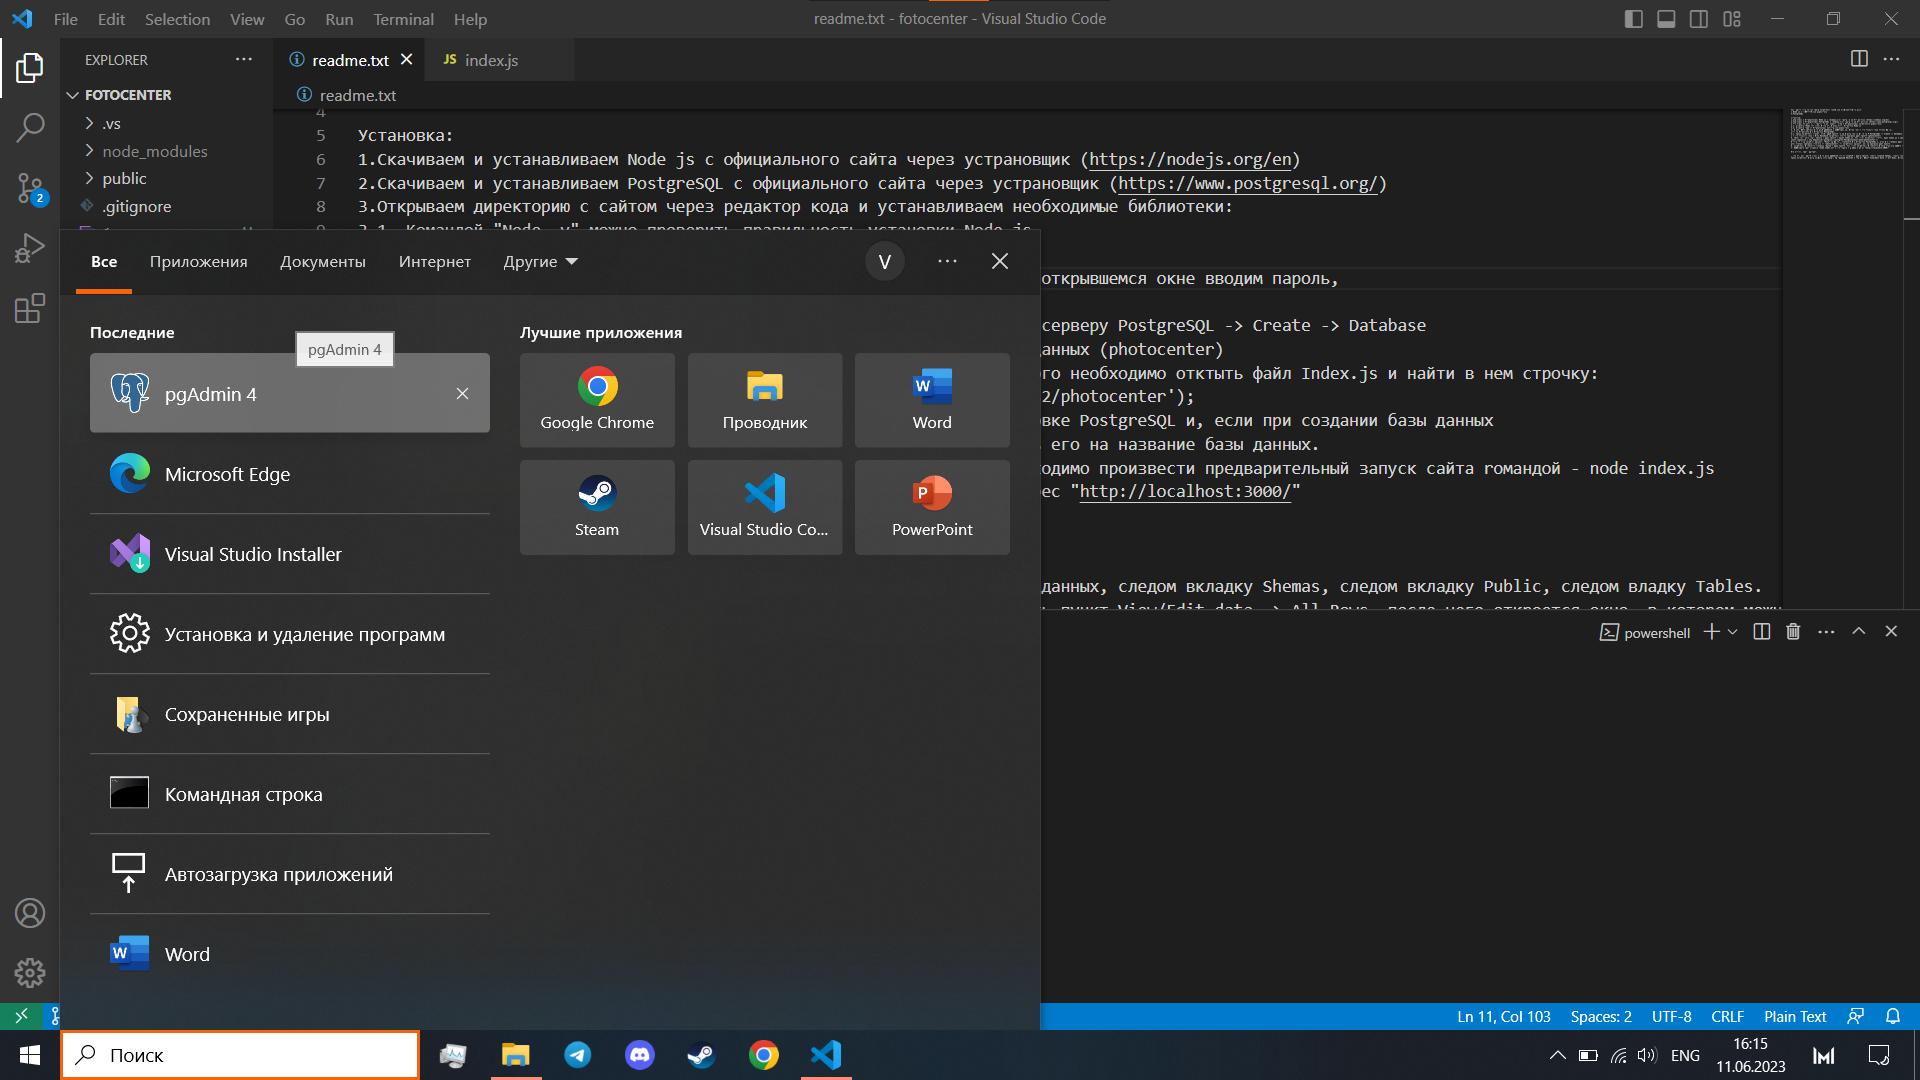 File Edit Selection View Go Run Terminal Help
readme.txt - fotocenter - Visual Studio Code
EXPLORER
FOTOCENTER
.vs
node_modules
public
.gitignore
2
readme.txt
JS index.js
readme.txt
4
5 Установка:
6 1.Скачиваем и устанавливаем Node js с официального сайта через устрановщик (https://nodejs.org/en)
7 2.Скачиваем и устанавливаем PostgreSQL с официального сайта через устрановщик (https://www.postgresql.org/)
8 3.Открываем директорию с сайтом через редактор кода и устанавливаем необходимые библиотеки:
открывшемся окне вводим пароль,
серверу PostgreSQL -> Create -> Database
анных (photocenter)
го необходимо октыть файл Index.js и найти в нем строчку:
2/photocenter');
вке PostgreSQL и, если при создании базы данных
его на название базы данных.
ходимо произвести предварительный запуск сайта rомандой - node index.js
рес "http://localhost:3000/"
данных, следом вкладку Shemas, следом вкладку Public, следом владку Tables.
Все Приложения Документы Интернет Другие
V
Последние
pgAdmin 4
pgAdmin 4
Microsoft Edge
Visual Studio Installer
Установка и удаление программ
Сохраненные игры
Командная строка
Автозагрузка приложений
Word
Лучшие приложения
Google Chrome
Проводник
Word
Steam
Visual Studio Co...
PowerPoint
powershell
Ln 11, Col 103 Spaces: 2 UTF-8 CRLF Plain Text
Поиск
ENG
16:15
11.06.2023